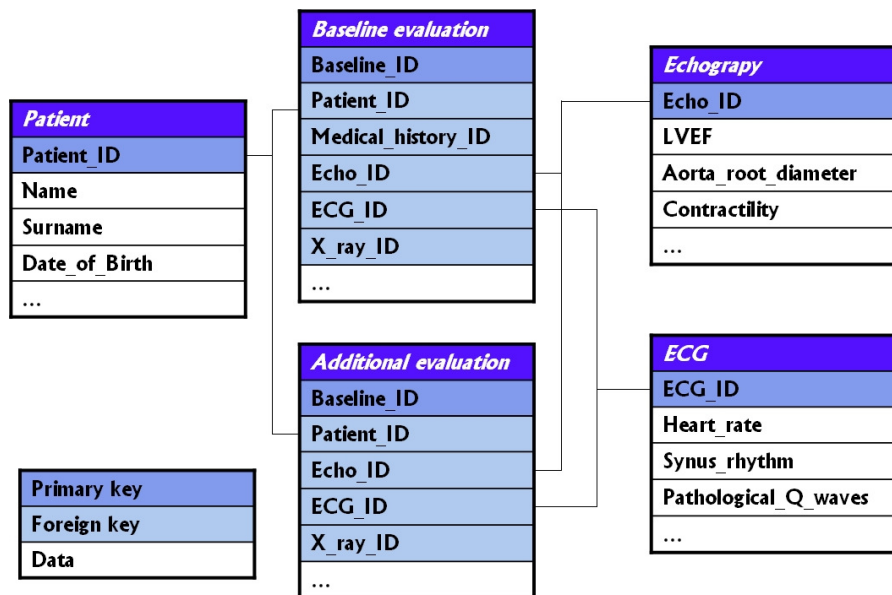 Patient
Patient_ID
Name
Surname
Date_of_Birth
...
Baseline evaluation
Baseline_ID
Patient_ID
Medical_history_ID
Echo_ID
ECG_ID
X_ray_ID
...
Additional evaluation
Baseline_ID
Patient_ID
Echo_ID
ECG_ID
X_ray_ID
...
Echograpy
Echo_ID
LVEF
Aorta_root_diameter
Contractility
...
ECG
ECG_ID
Heart_rate
Synus_rhythm
Pathological_Q_waves
...
Primary key
Foreign key
Data